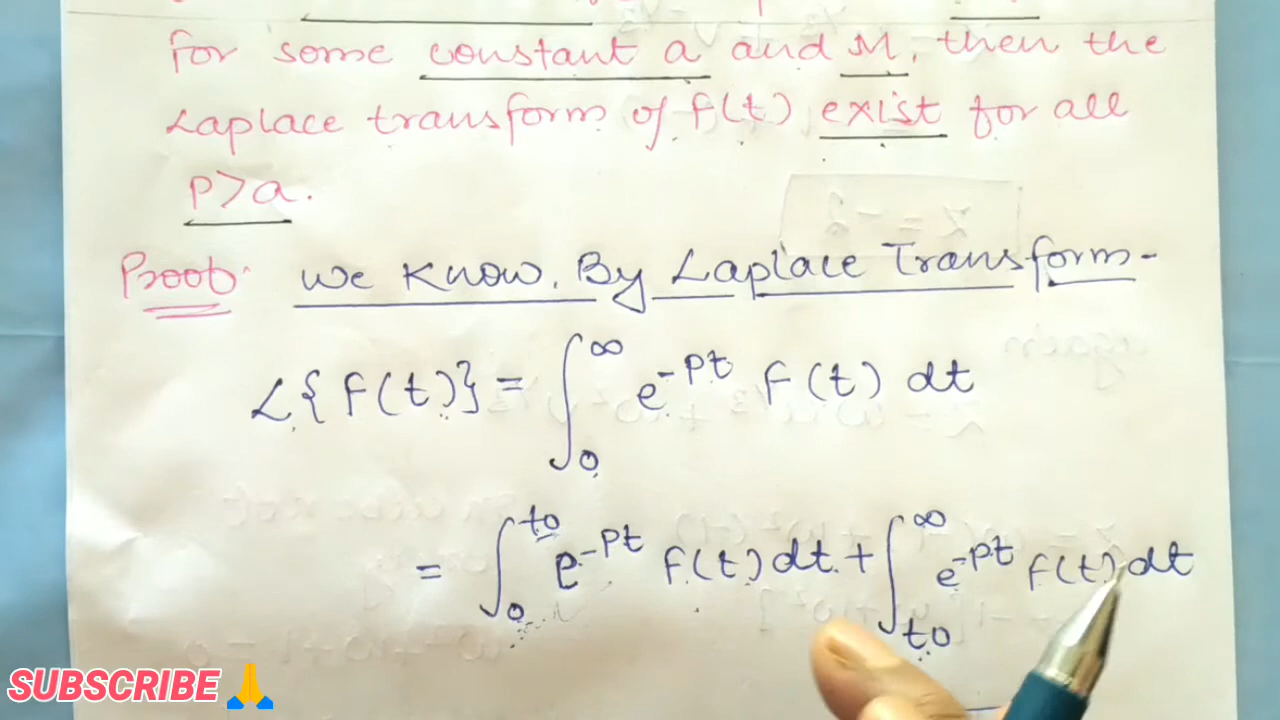 for some constant a and M, then the
Laplace transform of F(t) exist for all
P>a.
Proof: We Know, By Laplace Transform-
L{F(t)} = ∫₀^∞ e^-pt F(t) dt
= ∫₀^t₀ e^-pt F(t) dt + ∫_t₀^∞ e^-pt F(t) dt
SUBSCRIBE 🙏